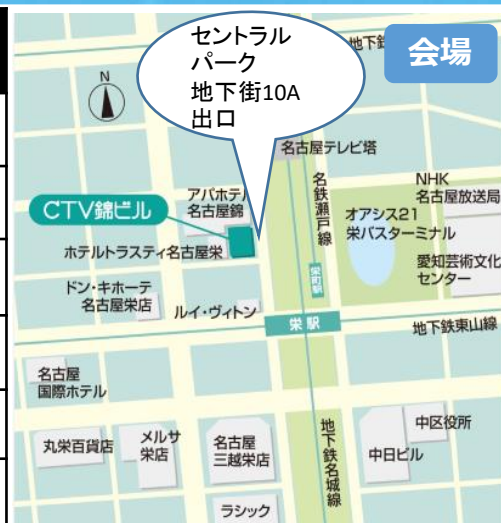 セントラル
パーク
地下街10A
出口
地下鉄
会場
N
名古屋テレビ塔
アパホテル
名古屋錦
名鉄瀬戸線
NHK
名古屋放送局
CTV錦ビル
オアシス21
栄バスターミナル
ホテルトラスティ名古屋栄
愛知芸術文化
センター
栄町駅
ドン・キホーテ
名古屋栄店
ルイ・ヴィトン
栄駅
地下鉄東山線
名古屋
国際ホテル
丸栄百貨店
メルサ
栄店
名古屋
三越栄店
地下鉄名城線
中日ビル
中区役所
ラシック